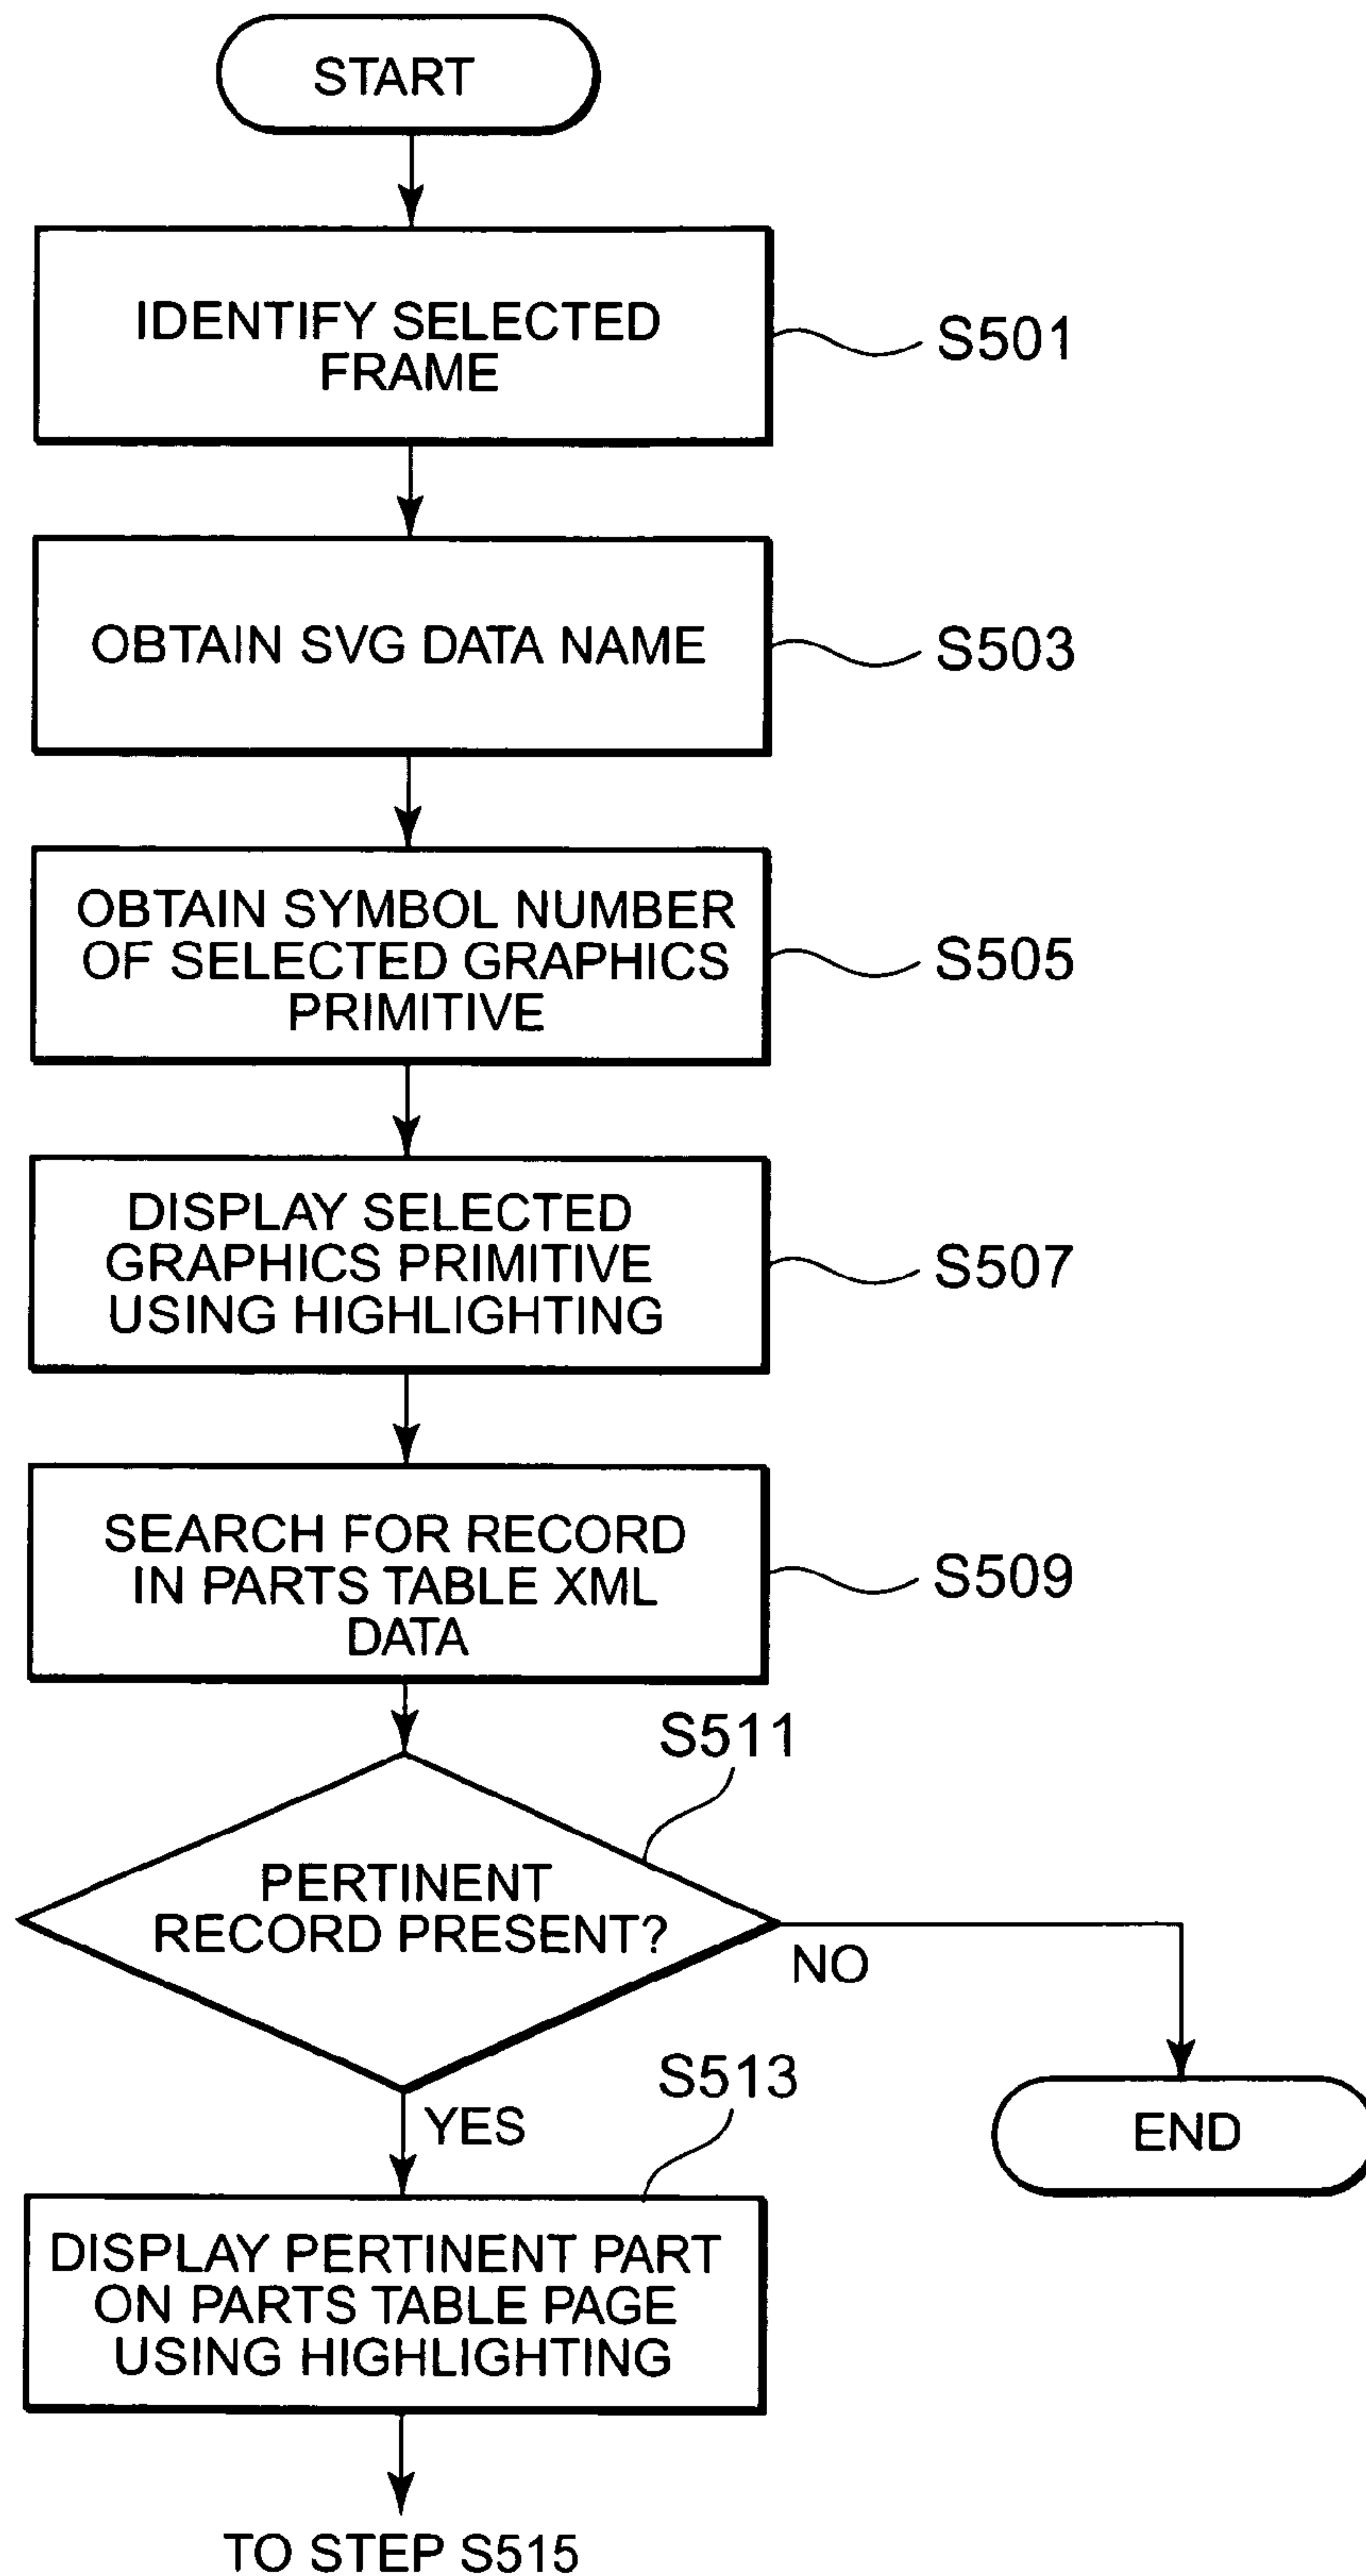 START
IDENTIFY SELECTED
FRAME
S501
OBTAIN SVG DATA NAME
S503
OBTAIN SYMBOL NUMBER
OF SELECTED GRAPHICS
PRIMITIVE
S505
DISPLAY SELECTED
GRAPHICS PRIMITIVE
USING HIGHLIGHTING
S507
SEARCH FOR RECORD
IN PARTS TABLE XML
DATA
S509
S511
PERTINENT
RECORD PRESENT?
NO
END
YES
S513
DISPLAY PERTINENT PART
ON PARTS TABLE PAGE
USING HIGHLIGHTING
TO STEP S515